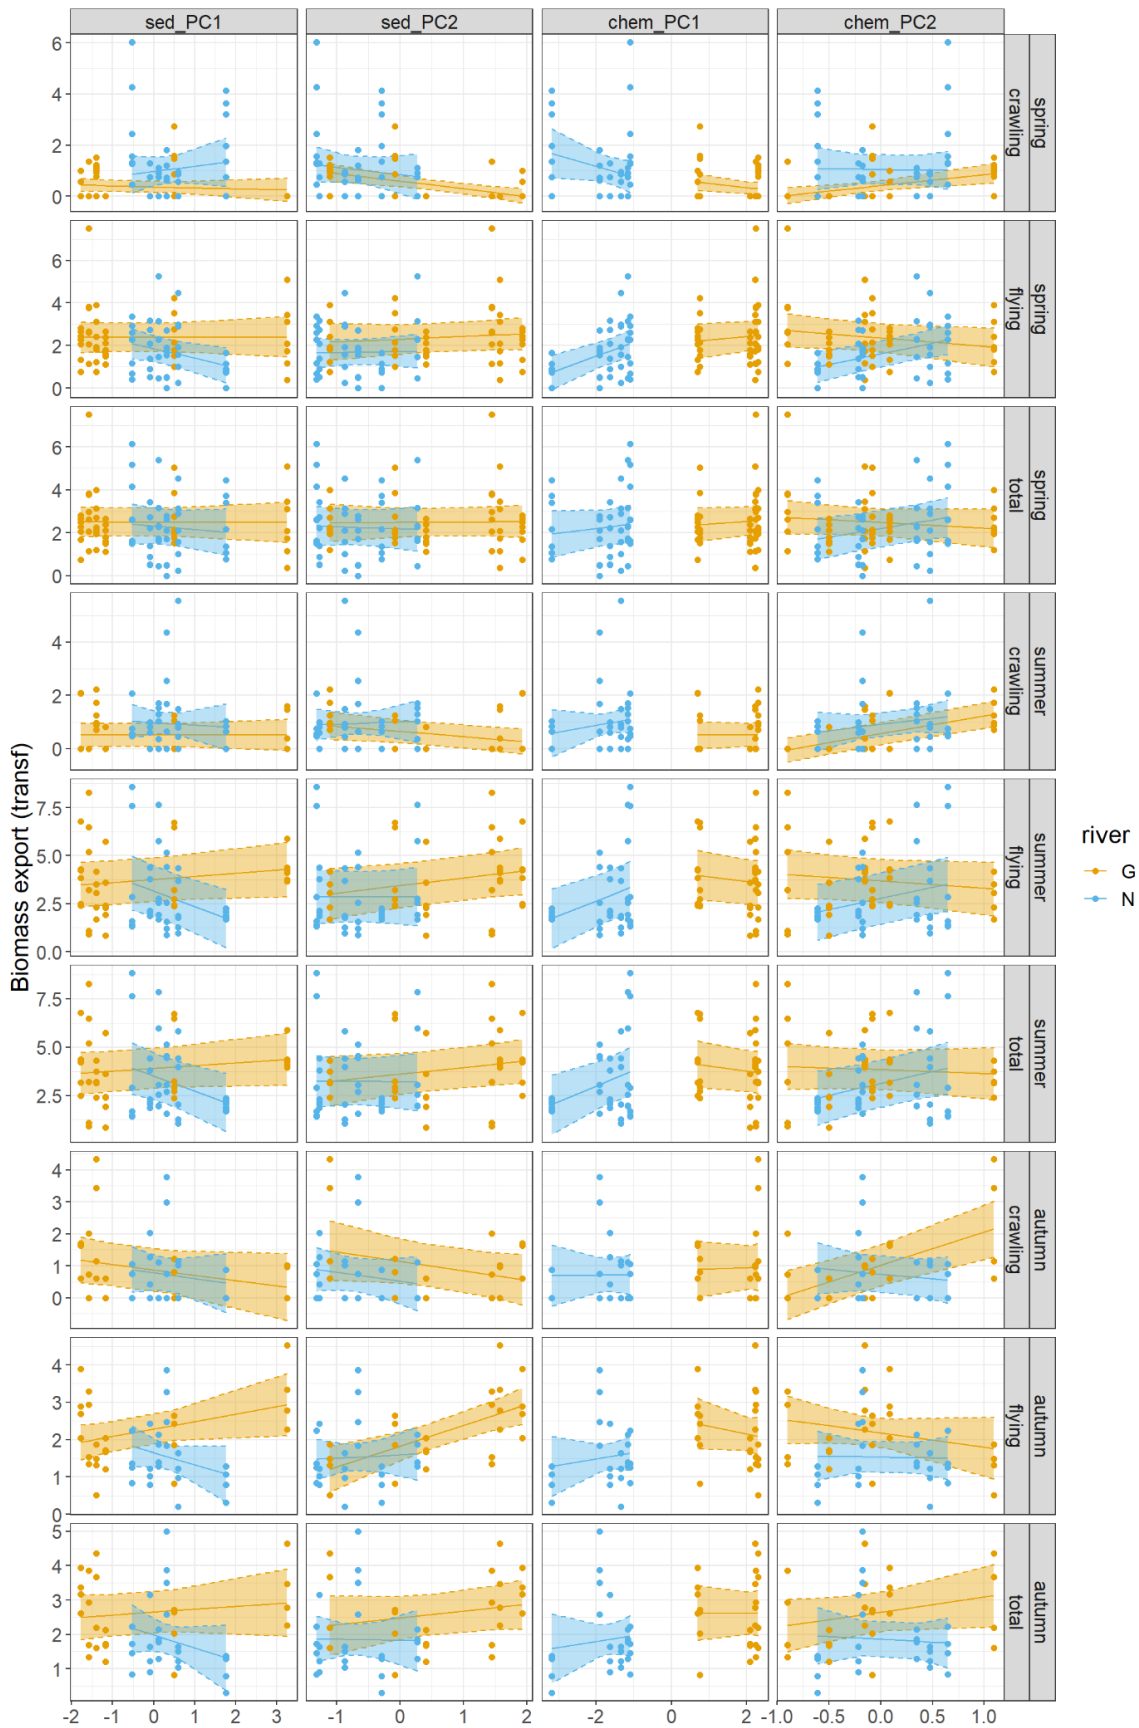 sed_PC1 sed_PC2 chem_PC1 chem_PC2
6
4
2
0
crawling spring
6
4
2
0
flying spring
6
4
2
0
total spring
4
2
0
crawling summer
7.5
5.0
2.5
0.0
flying summer
7.5
5.0
2.5
total summer
4
3
2
1
0
crawling autumn
4
3
2
1
0
flying autumn
5
4
3
2
1
total autumn
-2 -1 0 1 2 3 -1 0 1 -2 0 2 -1.0 -0.5 0.0 0.5 1.0
Biomass export (transf)
river
G
N